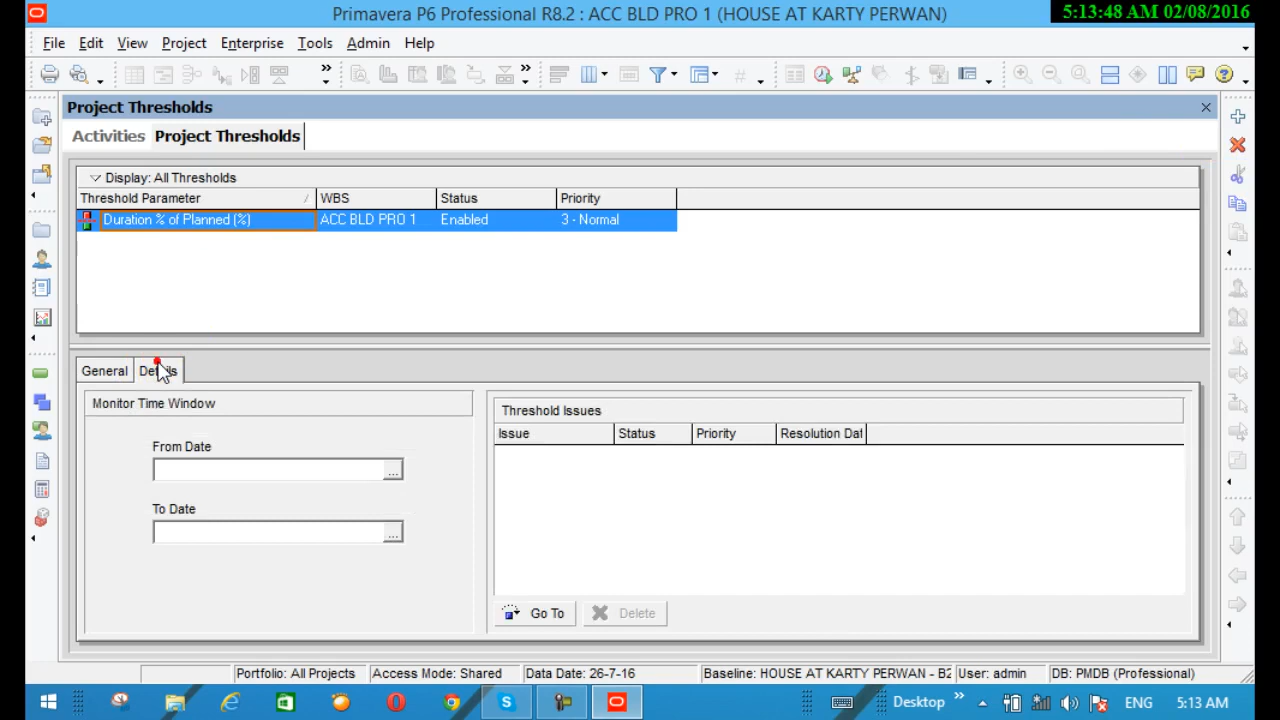 Primavera P6 Professional R8.2 : ACC BLD PRO 1 (HOUSE AT KARTY PERWAN)
5:13:48 AM 02/08/2016
File Edit View Project Enterprise Tools Admin Help
Project Thresholds
Activities Project Thresholds
Display: All Thresholds
Threshold Parameter WBS Status Priority
Duration % of Planned (%) ACC BLD PRO 1 Enabled 3 - Normal
General Details
Monitor Time Window
From Date
To Date
Threshold Issues
Issue Status Priority Resolution Dat
Go To Delete
Portfolio: All Projects Access Mode: Shared Data Date: 26-7-16 Baseline: HOUSE AT KARTY PERWAN - B2 User: admin DB: PMDB (Professional)
Desktop ENG 5:13 AM